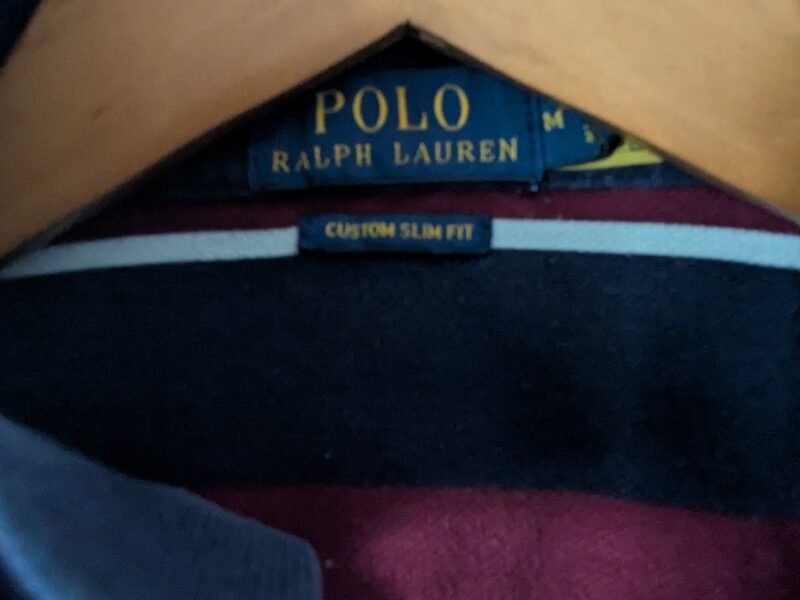 POLO
RALPH LAUREN
M
CUSTOM SLIM FIT